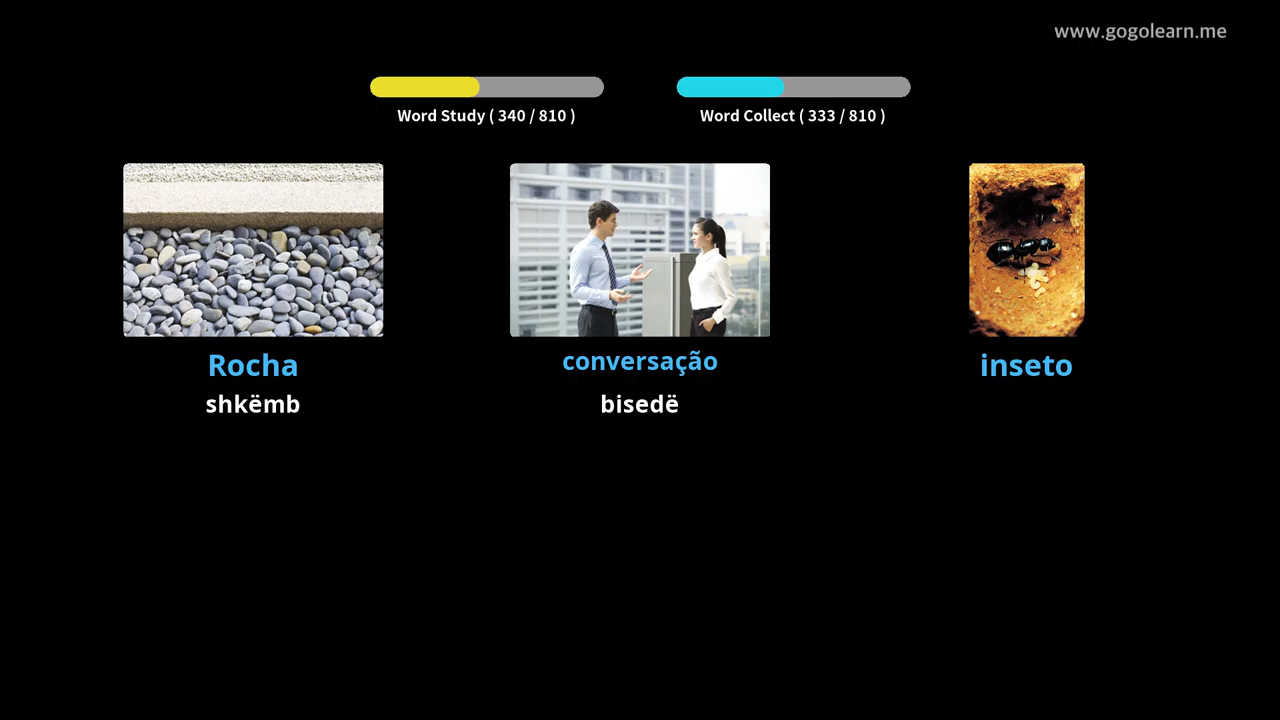 www.gogolearn.me
Word Study ( 340 / 810 )
Word Collect ( 333 / 810 )
Rocha
conversação
inseto
shkëmb
bisedë